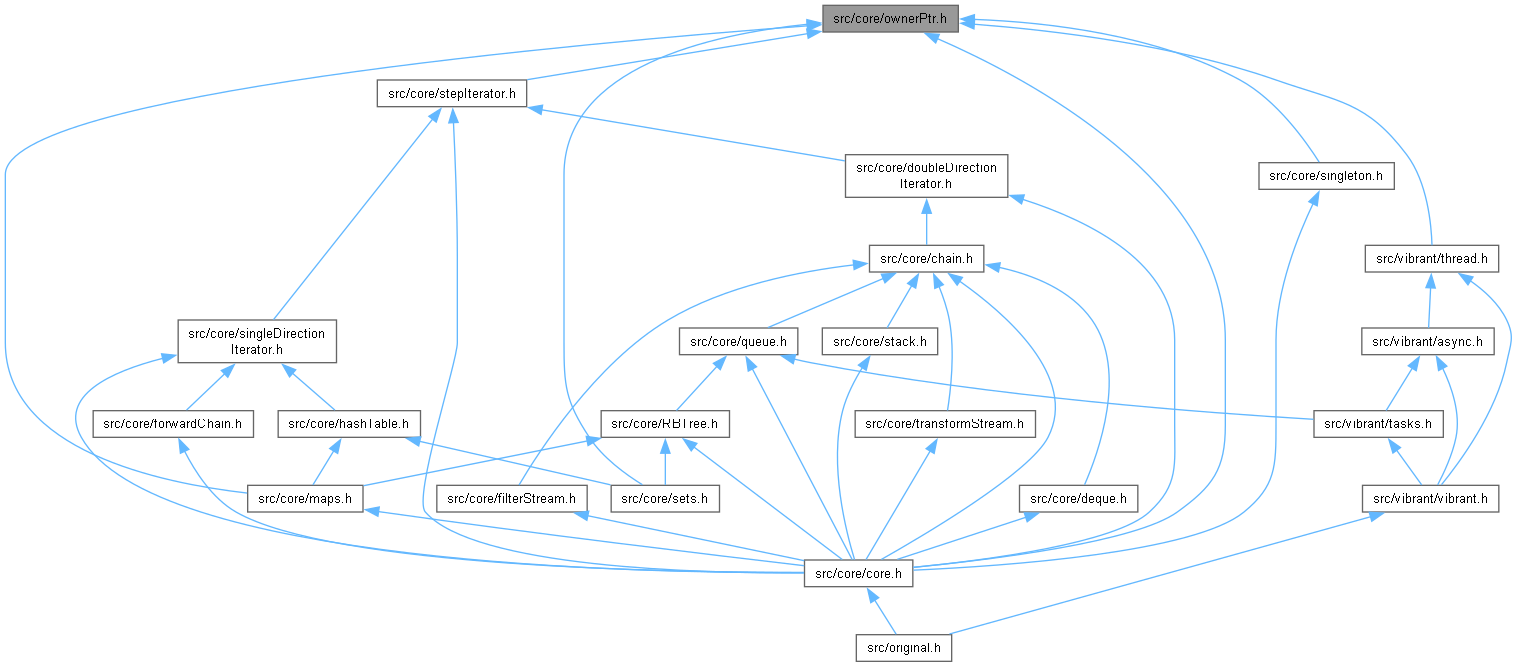 src/core/ownerPtr.h
src/core/stepIterator.h
src/core/doubleDirection
Iterator.h
src/core/singleton.h
src/core/chain.h
src/vibrant/thread.h
src/core/singleDirection
Iterator.h
src/core/queue.h
src/core/stack.h
src/vibrant/async.h
src/core/forwardChain.h
src/core/hashTable.h
src/core/RBTree.h
src/core/transformStream.h
src/vibrant/tasks.h
src/core/maps.h
src/core/filterStream.h
src/core/sets.h
src/core/deque.h
src/vibrant/vibrant.h
src/core/core.h
src/original.h